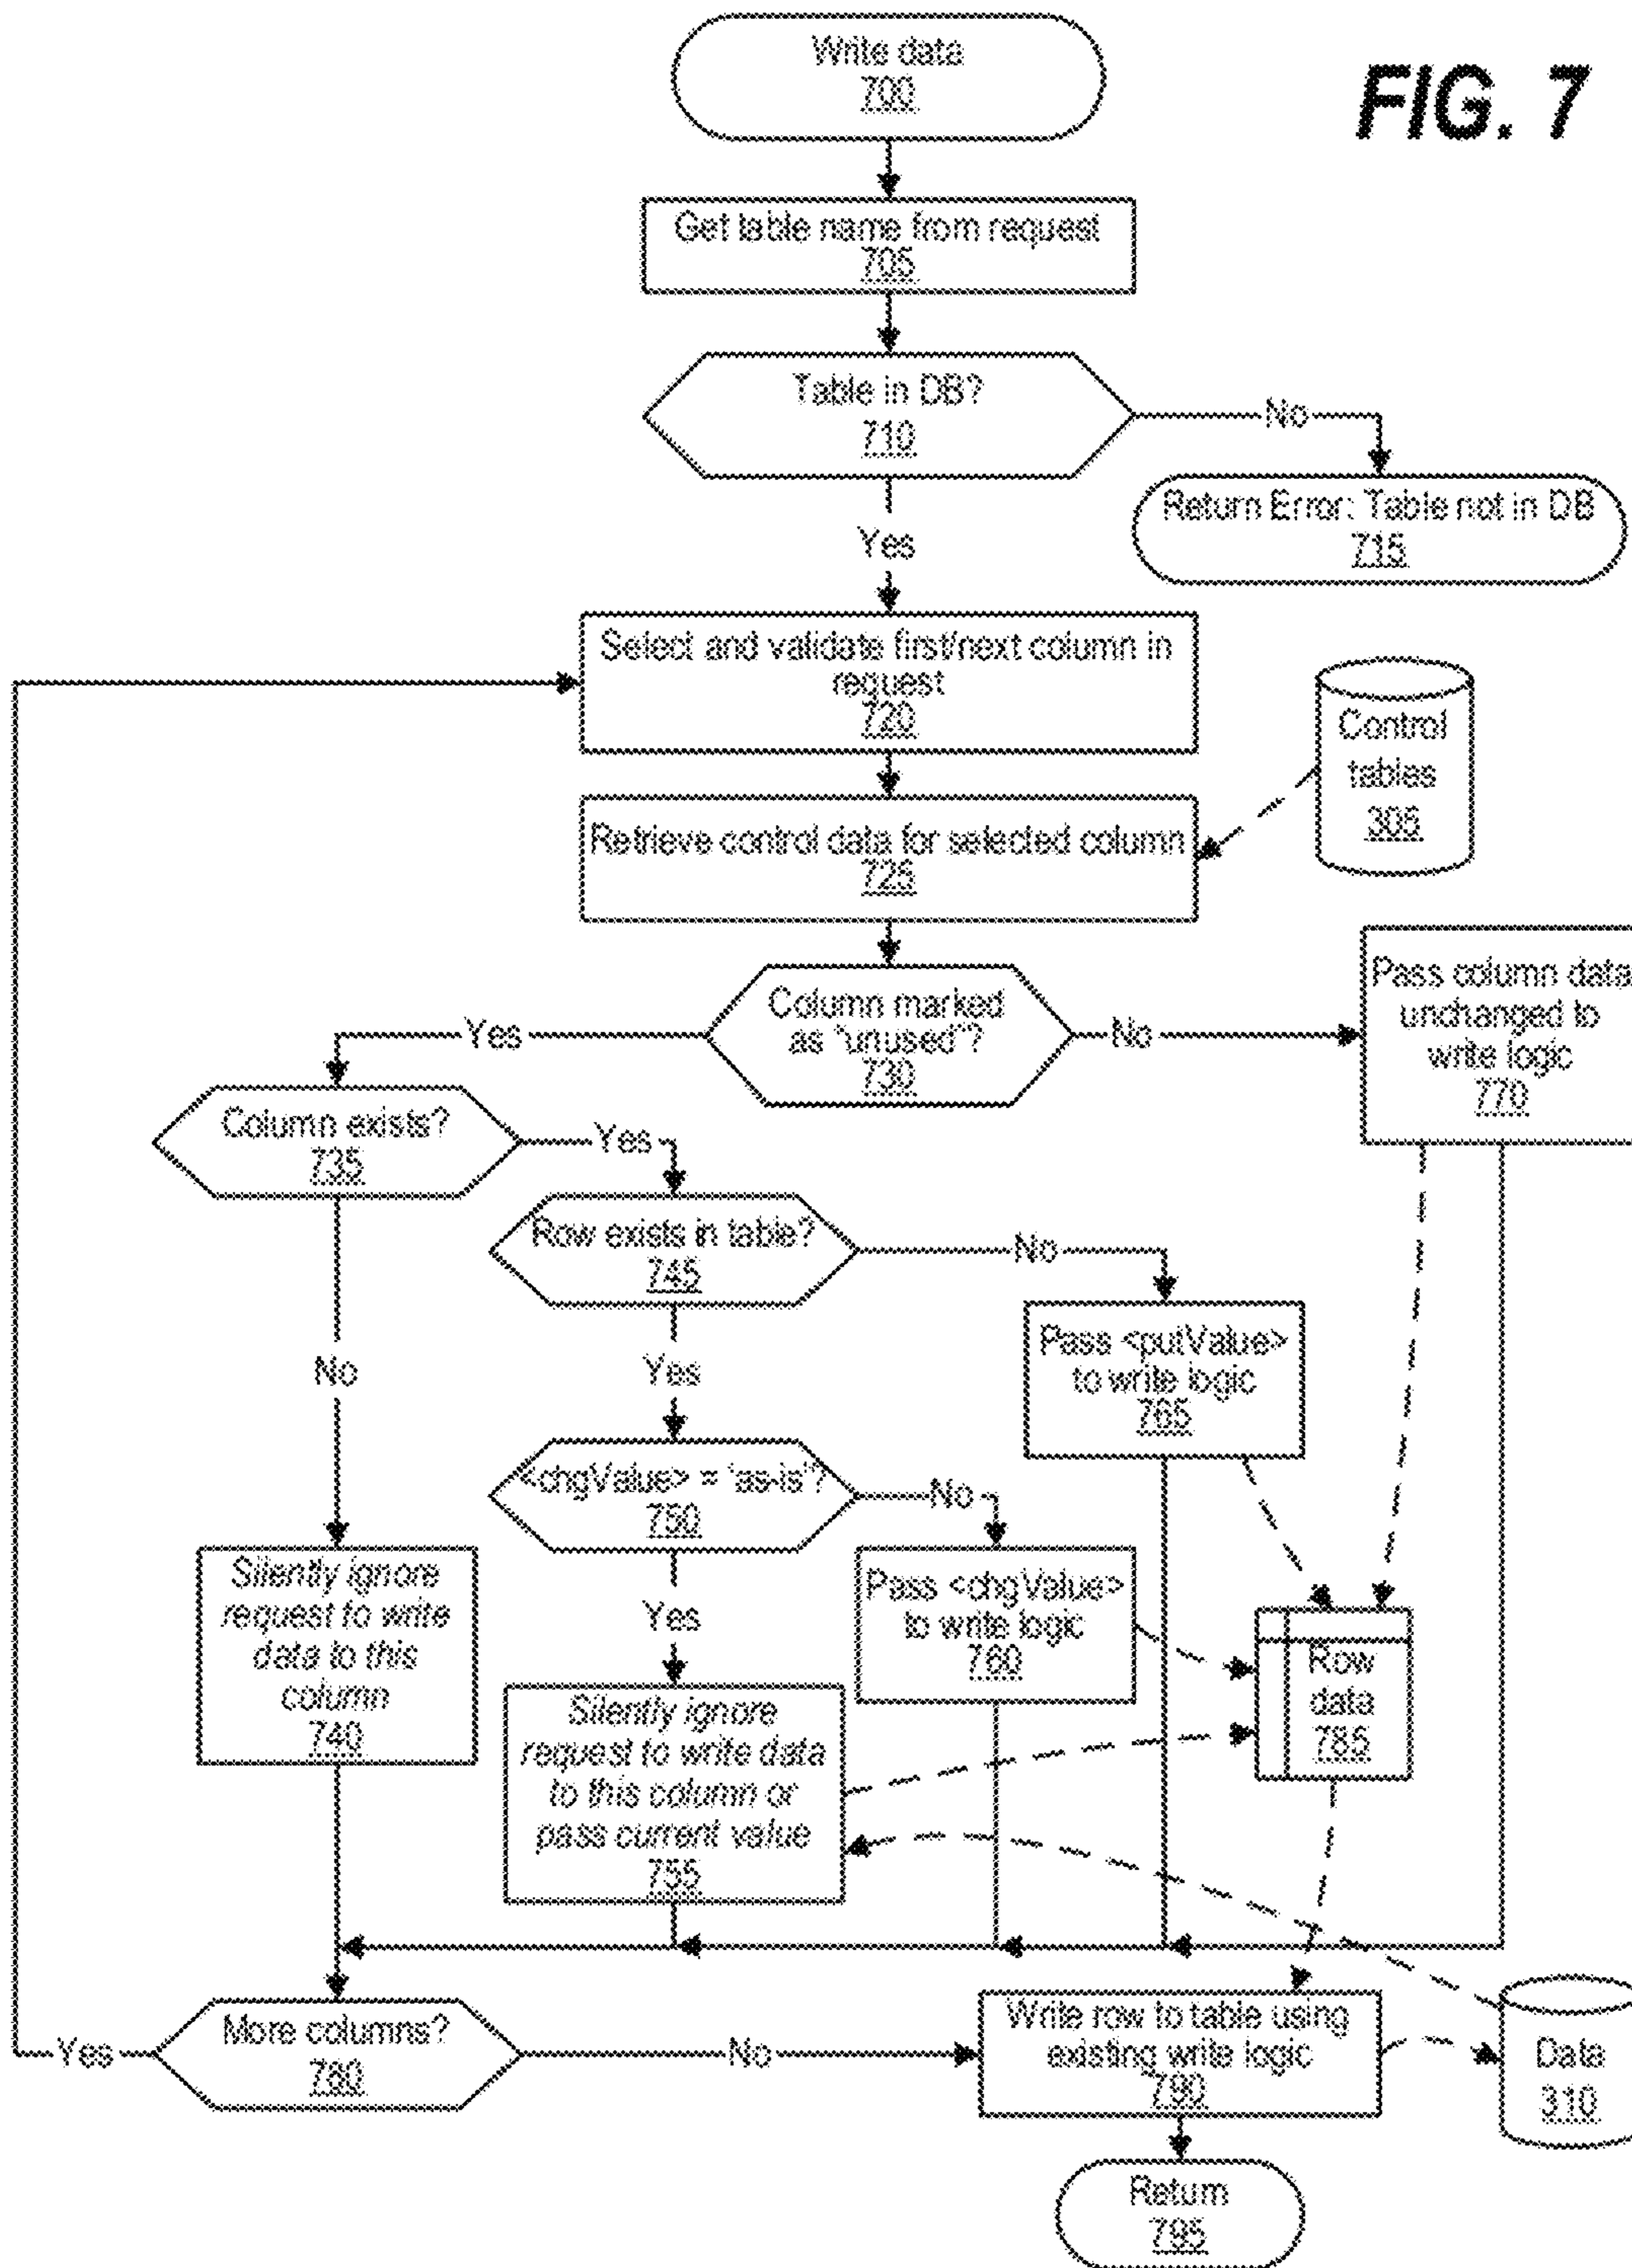 FIG. 7
Write data
700
Get table name from request
705
Table in DB?
710
No
Return Error: Table not in DB
715
Yes
Select and validate first/next column in
request
720
Control
tables
305
Retrieve control data for selected column
725
Column marked
as "unused"?
730
Yes
No
Pass column data
unchanged to
write logic
770
Column exists?
735
Yes
Row exists in table?
745
No
No
Yes
Pass <putValue>
to write logic
765
<chgValue> = 'as-is'?
750
No
Yes
Silently ignore
request to write
data to this
column
740
Pass <chgValue>
to write logic
760
Row
data
785
Silently ignore
request to write data
to this column or
pass current value
755
More columns?
780
Yes
No
Write row to table using
existing write logic
790
Data
310
Return
795